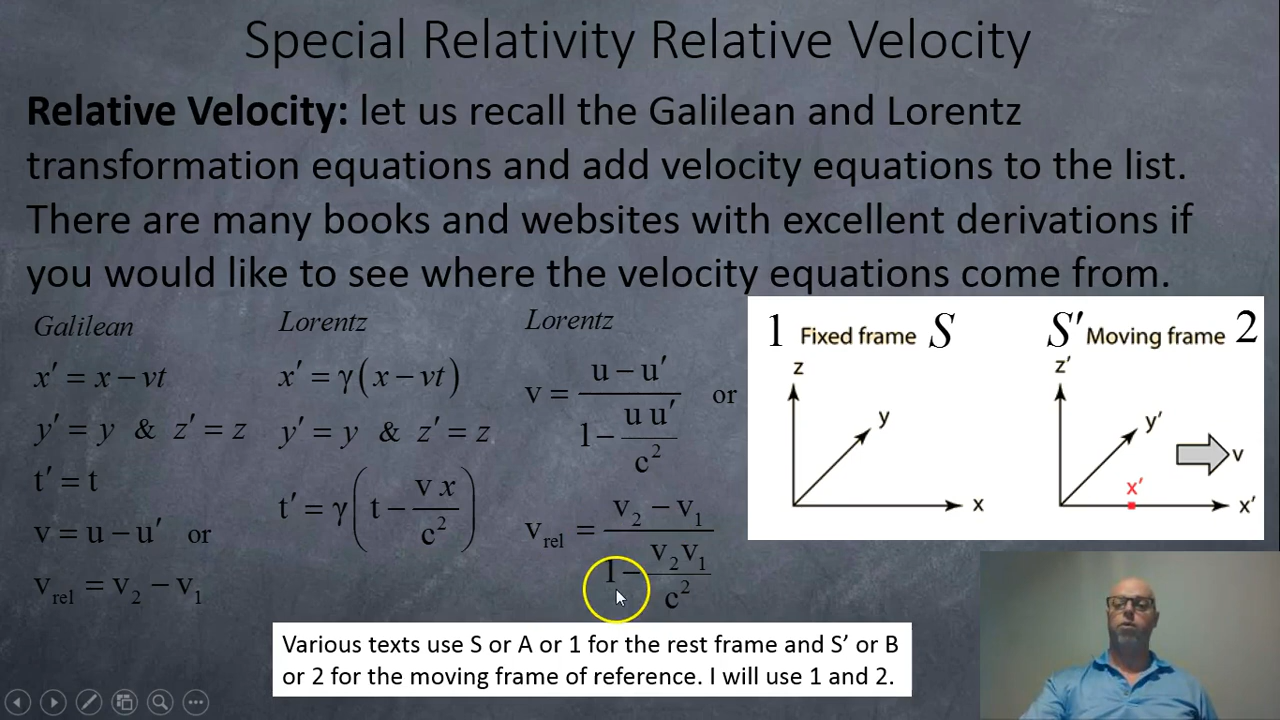 Special Relativity Relative Velocity
Relative Velocity: let us recall the Galilean and Lorentz
transformation equations and add velocity equations to the list.
There are many books and websites with excellent derivations if
you would like to see where the velocity equations come from.
Galilean
x′ = x − vt
y′ = y & z′ = z
t′ = t
v = u − u′ or
v_rel = v₂ − v₁
Lorentz
x′ = γ(x − vt)
y′ = y & z′ = z
t′ = γ(t − v x / c²)
Lorentz
v = (u − u′) / (1 − u u′ / c²) or
v_rel = (v₂ − v₁) / (1 − v₂v₁ / c²)
1 Fixed frame S
z
y
x
S′ Moving frame 2
z′
y′
v
x′
x′
Various texts use S or A or 1 for the rest frame and S′ or B
or 2 for the moving frame of reference. I will use 1 and 2.